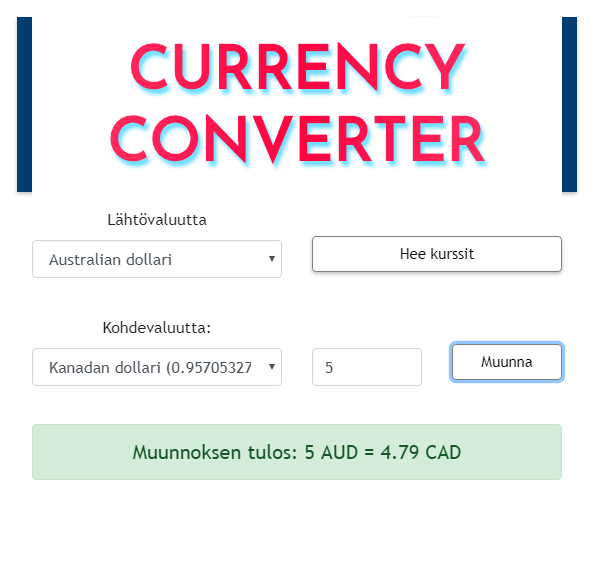 CURRENCY
CONVERTER
Lähtövaluutta
Australian dollari
Hee kurssit
Kohdevaluutta:
Kanadan dollari (0.95705327
5
Muunna
Muunnoksen tulos: 5 AUD = 4.79 CAD